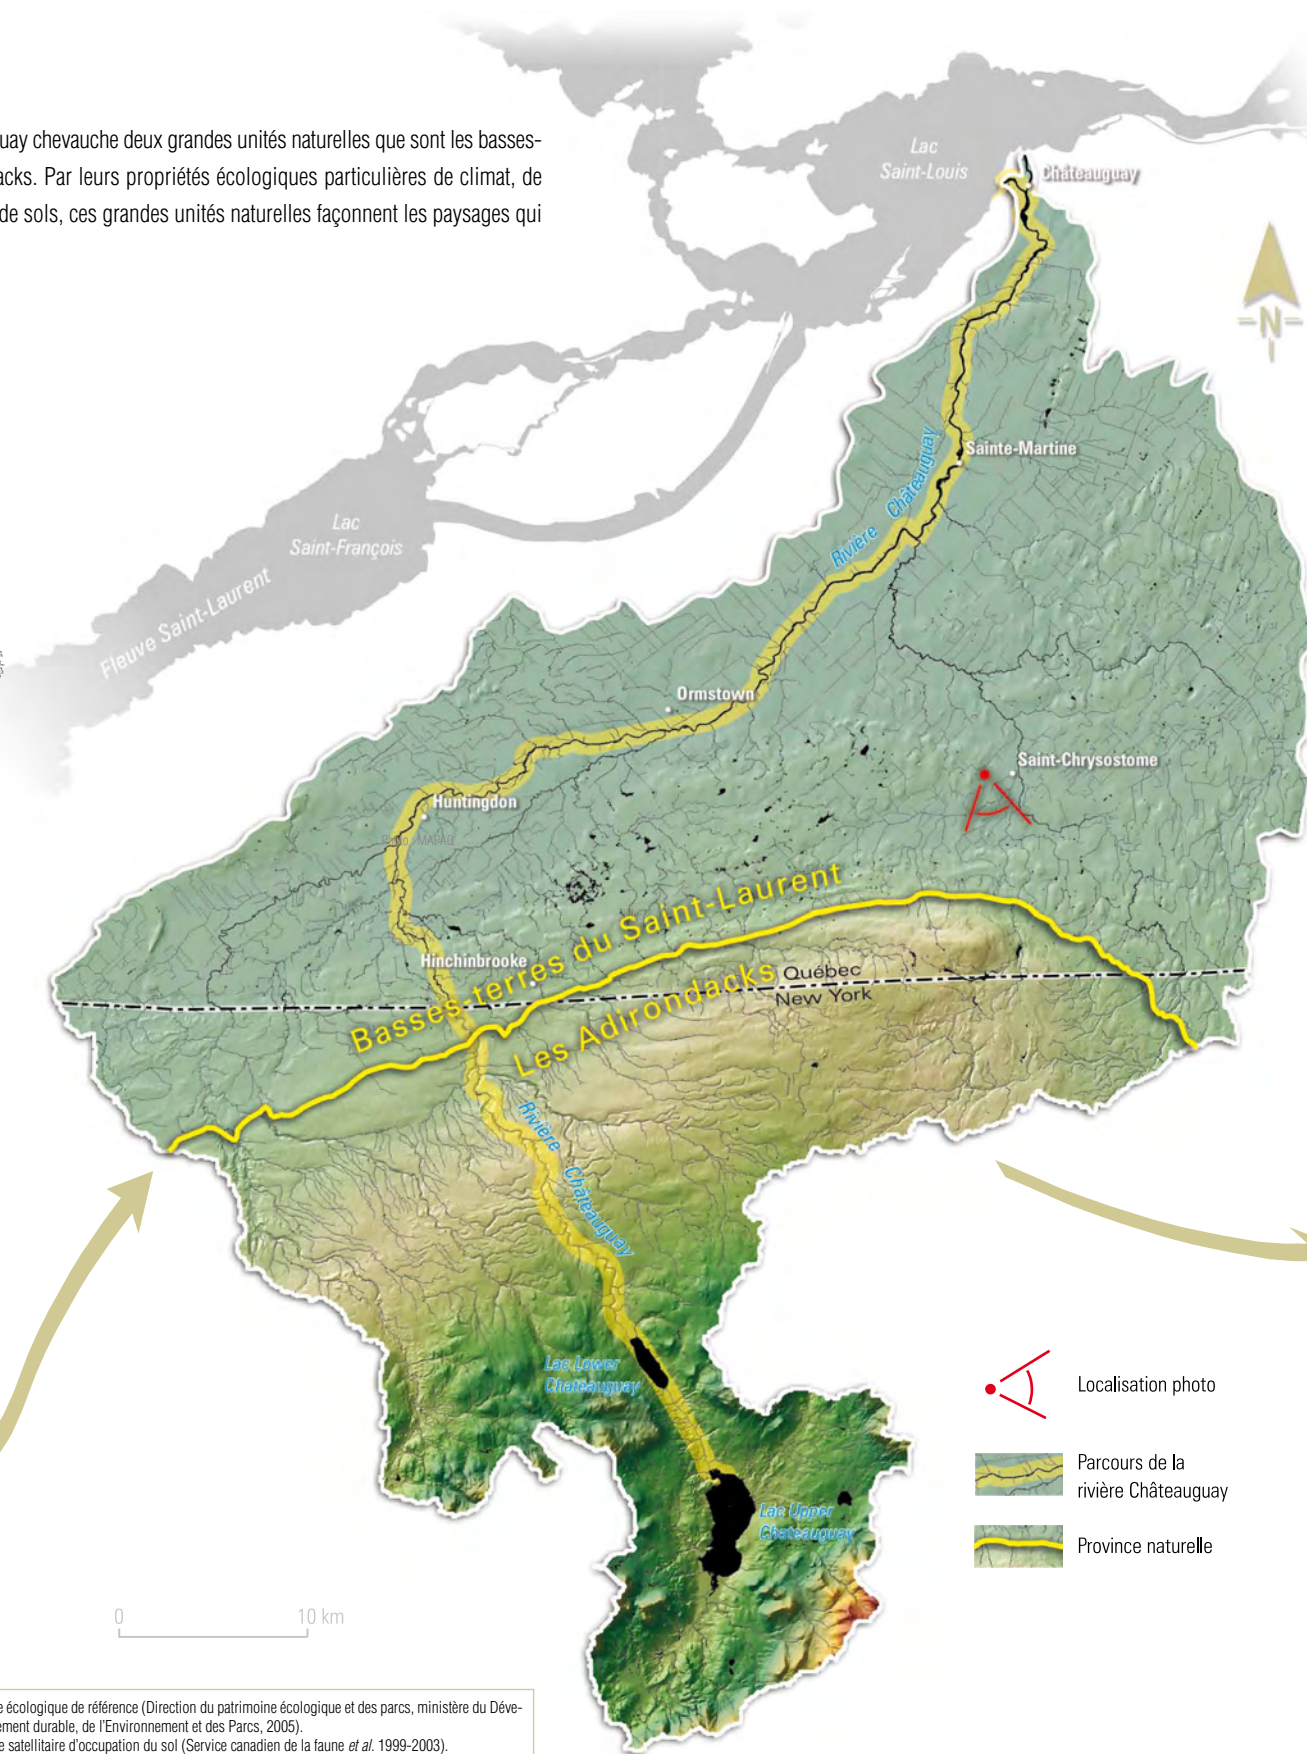 uay chevauche deux grandes unités naturelles que sont les basses-
acks. Par leurs propriétés écologiques particulières de climat, de
de sols, ces grandes unités naturelles façonnent les paysages qui
Lac
Saint-Louis
Châteauguay
N
Sainte-Martine
Rivière Châteauguay
Lac
Saint-François
Fleuve Saint-Laurent
Ormstown
Saint-Chrysostome
Huntingdon
MAPAQ
Basses-terres du Saint-Laurent
Hinchinbrooke
Les Adirondacks
Québec
New York
Rivière Châteauguay
Lac Lower
Chateauguay
Localisation photo
Parcours de la
rivière Châteauguay
Lac Upper
Chateauguay
Province naturelle
0 10 km
e écologique de référence (Direction du patrimoine écologique et des parcs, ministère du Déve-
ement durable, de l'Environnement et des Parcs, 2005).
e satellitaire d'occupation du sol (Service canadien de la faune et al. 1999-2003).